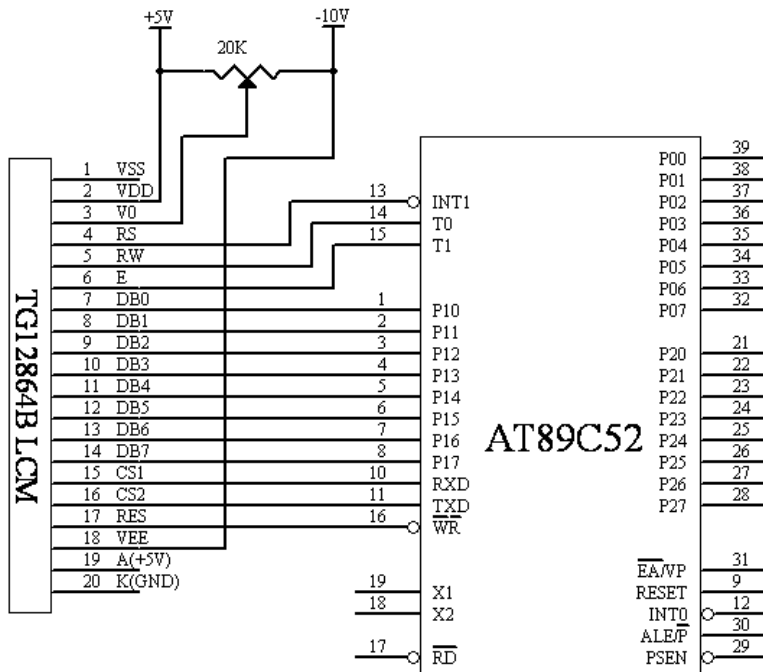 +5V
-10V
20K
TG12864B LCM
1 VSS
2 VDD
3 V0
4 RS
5 RW
6 E
7 DB0
8 DB1
9 DB2
10 DB3
11 DB4
12 DB5
13 DB6
14 DB7
15 CS1
16 CS2
17 RES
18 VEE
19 A(+5V)
20 K(GND)
13 INT1
14 T0
15 T1
1 P10
2 P11
3 P12
4 P13
5 P14
6 P15
7 P16
8 P17
10 RXD
11 TXD
16 WR
19 X1
18 X2
17 RD
AT89C52
P00 39
P01 38
P02 37
P03 36
P04 35
P05 34
P06 33
P07 32
P20 21
P21 22
P22 23
P23 24
P24 25
P25 26
P26 27
P27 28
EA/VP 31
RESET 9
INT0 12
ALE/P 30
PSEN 29